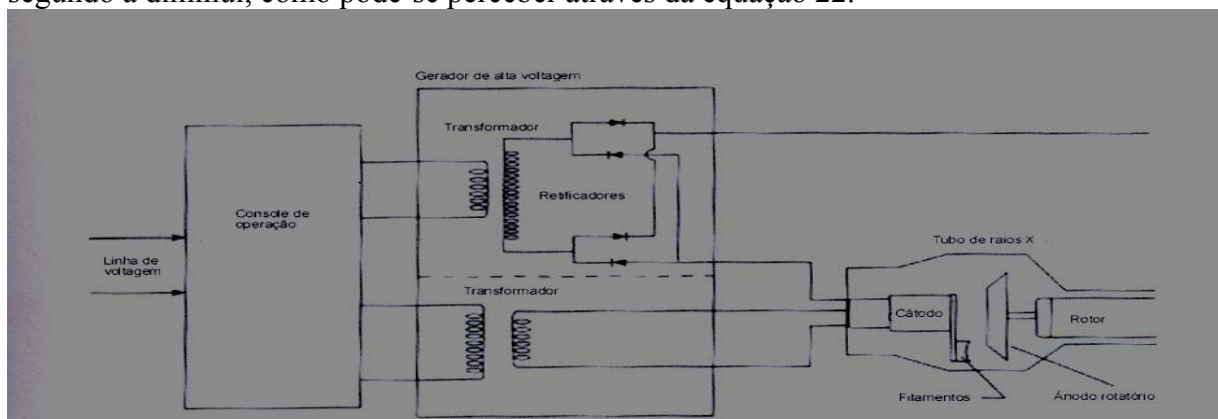 segundo a diminui, como pode-se perceber através da equação 22.
Gerador de alta voltagem
Transformador
Retificadores
Console de
operação
Linha de
voltagem
Transformador
Tubo de raios X
Cátodo
Rotor
Filamentos
Ânodo rotatório